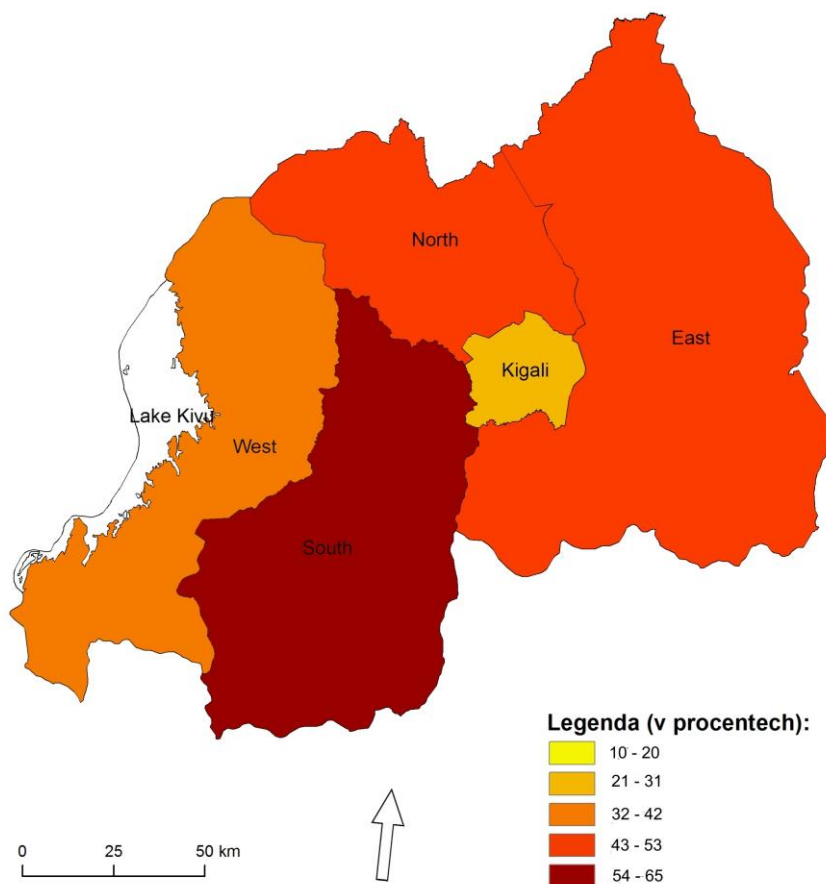 North
East
Kigali
Lake Kivu
West
South
Legenda (v procentech):
10 - 20
21 - 31
32 - 42
43 - 53
54 - 65
0 25 50 km